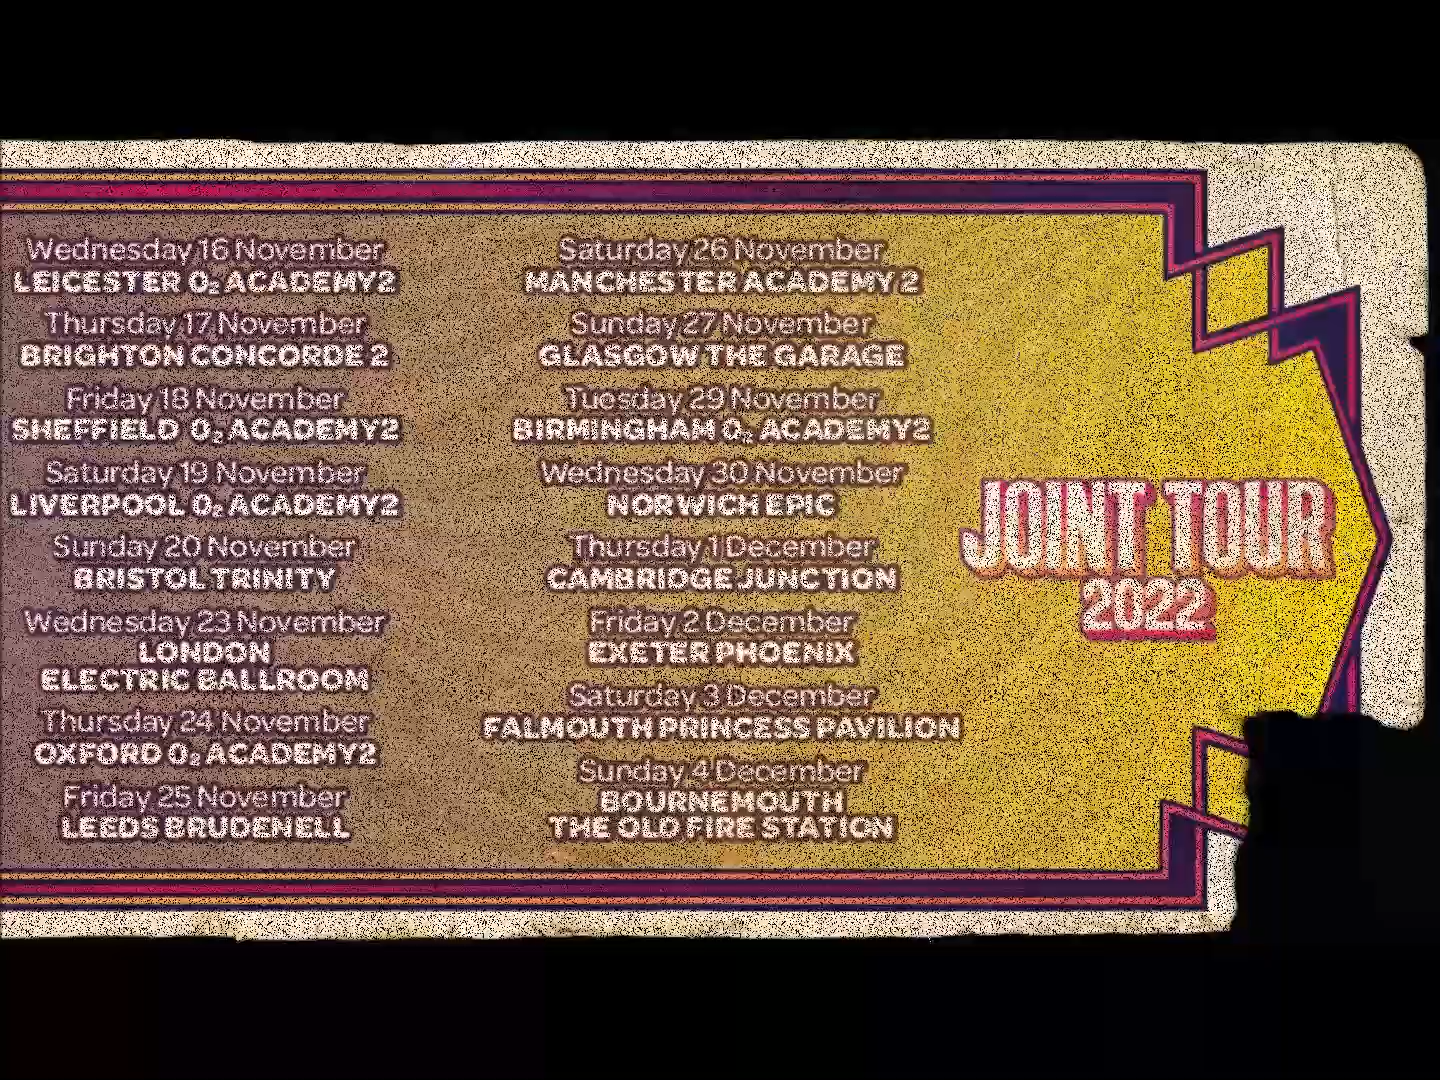 Wednesday 16 November
LEICESTER O₂ ACADEMY2
Thursday 17 November
BRIGHTON CONCORDE 2
Friday 18 November
SHEFFIELD O₂ ACADEMY2
Saturday 19 November
LIVERPOOL O₂ ACADEMY2
Sunday 20 November
BRISTOL TRINITY
Wednesday 23 November
LONDON
ELECTRIC BALLROOM
Thursday 24 November
OXFORD O₂ ACADEMY2
Friday 25 November
LEEDS BRUDENELL
Saturday 26 November
MANCHESTER ACADEMY 2
Sunday 27 November
GLASGOW THE GARAGE
Tuesday 29 November
BIRMINGHAM O₂ ACADEMY2
Wednesday 30 November
NORWICH EPIC
Thursday 1 December
CAMBRIDGE JUNCTION
Friday 2 December
EXETER PHOENIX
Saturday 3 December
FALMOUTH PRINCESS PAVILION
Sunday 4 December
BOURNEMOUTH
THE OLD FIRE STATION
JOINT TOUR
2022